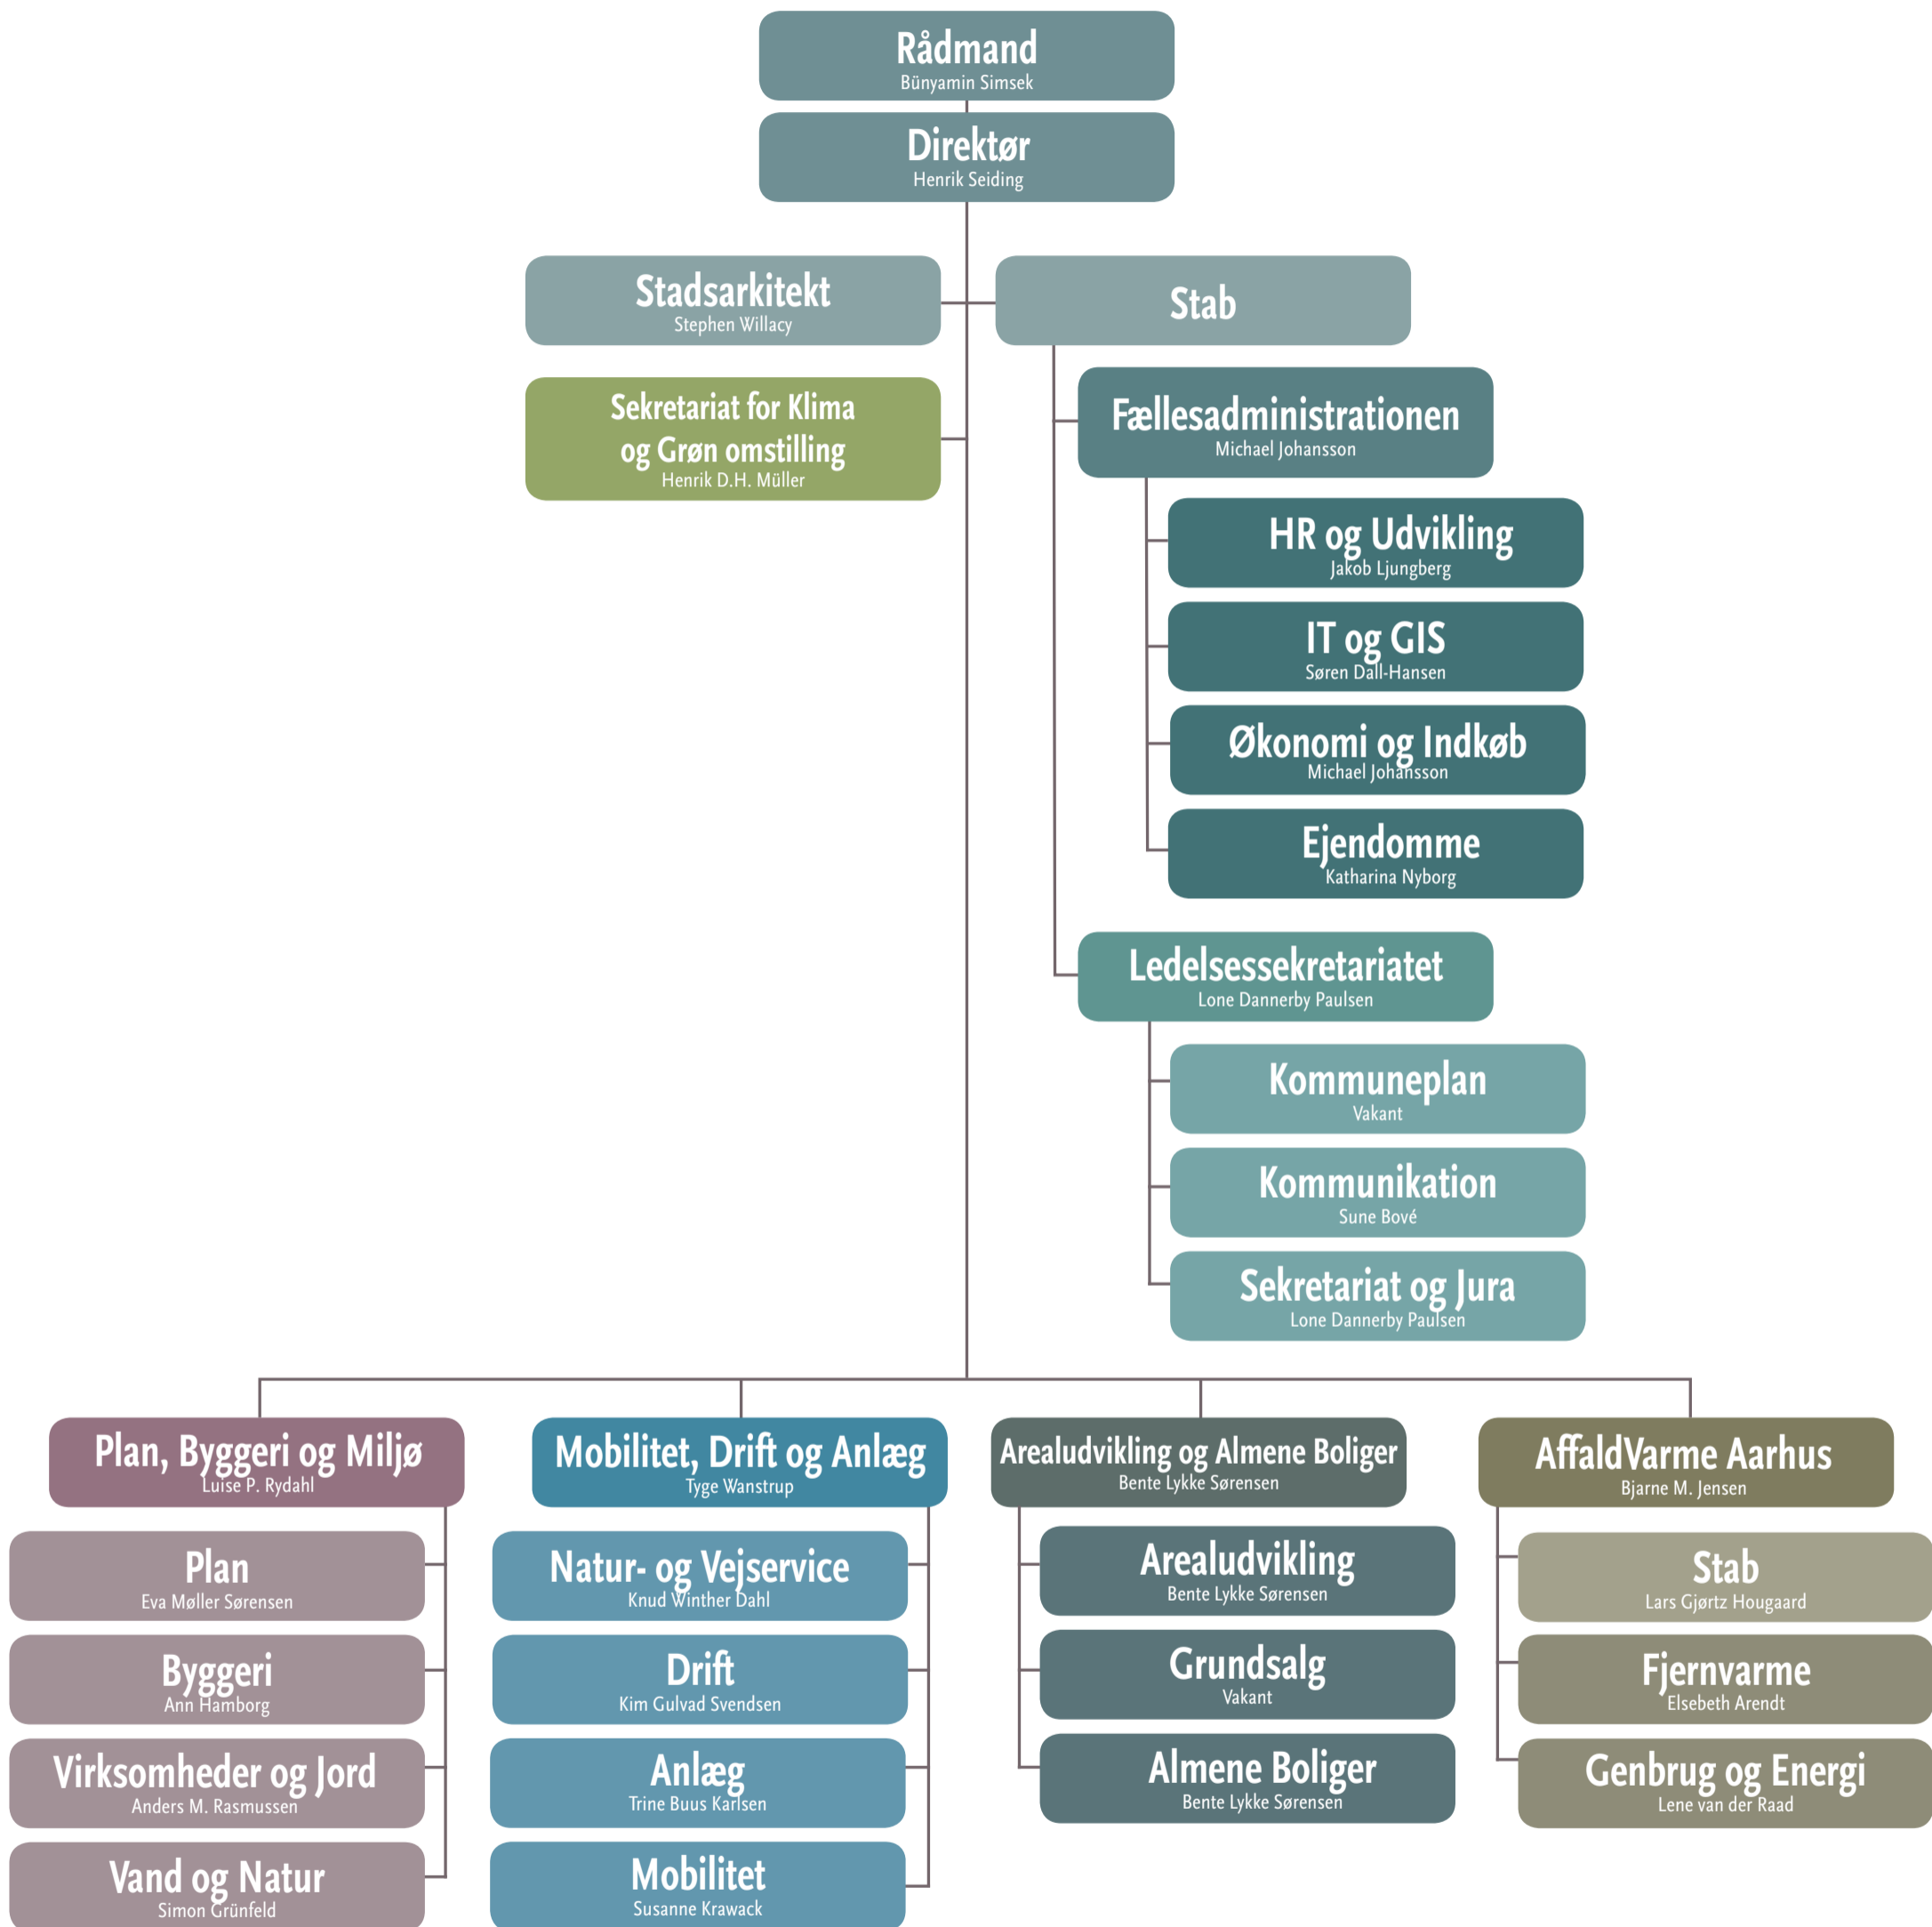 Rådmand
Bünyamin Simsek
Direktør
Henrik Seiding
Stadsarkitekt
Stephen Willacy
Stab
Sekretariat for Klima
og Grøn omstilling
Henrik D.H. Müller
Fællesadministrationen
Michael Johansson
HR og Udvikling
Jakob Ljungberg
IT og GIS
Søren Dall-Hansen
Økonomi og Indkøb
Michael Johansson
Ejendomme
Katharina Nyborg
Ledelsessekretariatet
Lone Dannerby Paulsen
Kommuneplan
Vakant
Kommunikation
Sune Bové
Sekretariat og Jura
Lone Dannerby Paulsen
Plan, Byggeri og Miljø
Luise P. Rydahl
Plan
Eva Møller Sørensen
Byggeri
Ann Hamborg
Virksomheder og Jord
Anders M. Rasmussen
Vand og Natur
Simon Grünfeld
Mobilitet, Drift og Anlæg
Tyge Wanstrup
Natur- og Vejservice
Knud Winther Dahl
Drift
Kim Gulvad Svendsen
Anlæg
Trine Buus Karlsen
Mobilitet
Susanne Krawack
Arealudvikling og Almene Boliger
Bente Lykke Sørensen
Arealudvikling
Bente Lykke Sørensen
Grundsalg
Vakant
Almene Boliger
Bente Lykke Sørensen
AffaldVarme Aarhus
Bjarne M. Jensen
Stab
Lars Gjørtz Hougaard
Fjernvarme
Elsebeth Arendt
Genbrug og Energi
Lene van der Raad